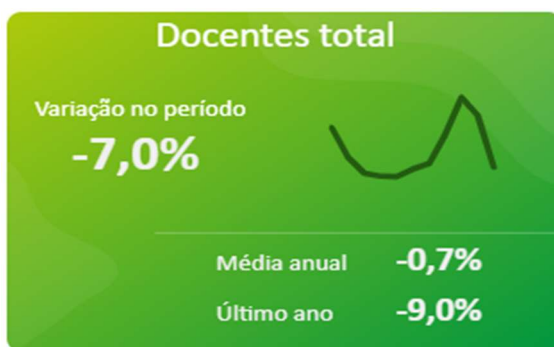 Docentes total
Variação no período
-7,0%
Média anual -0,7%
Último ano -9,0%